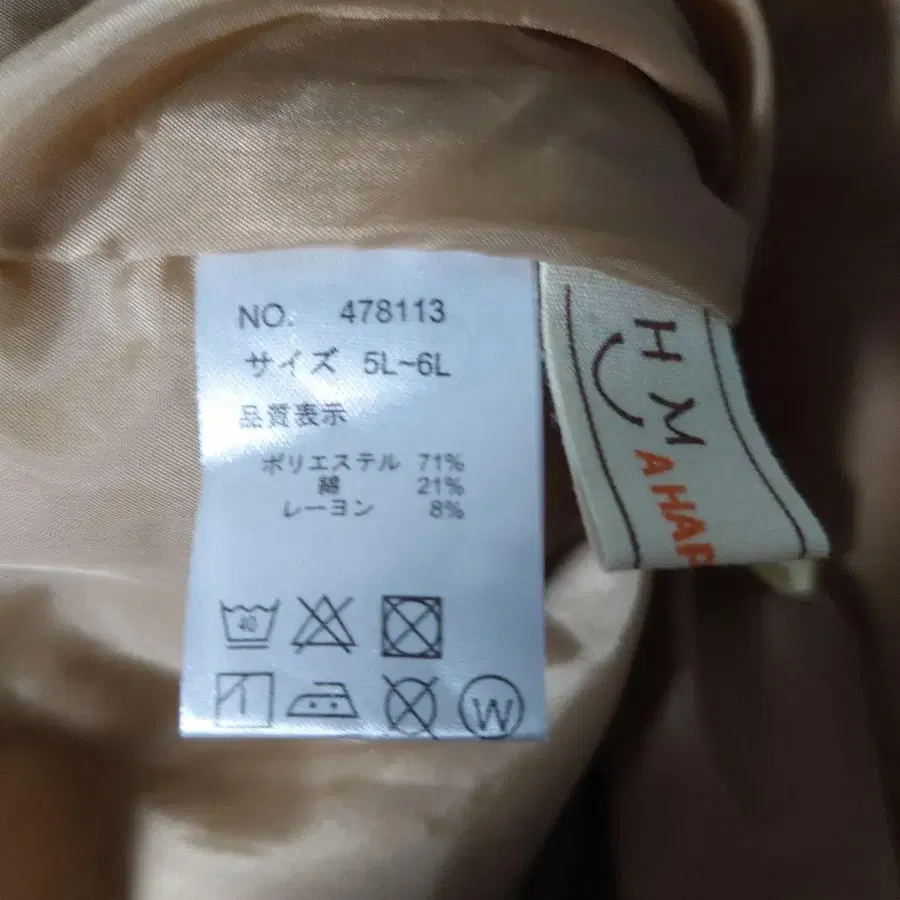 NO. 478113
サイズ 5L~6L
品質表示
ポリエステル 71%
綿 21%
レーヨン 8%
40
W
H M
A HAP